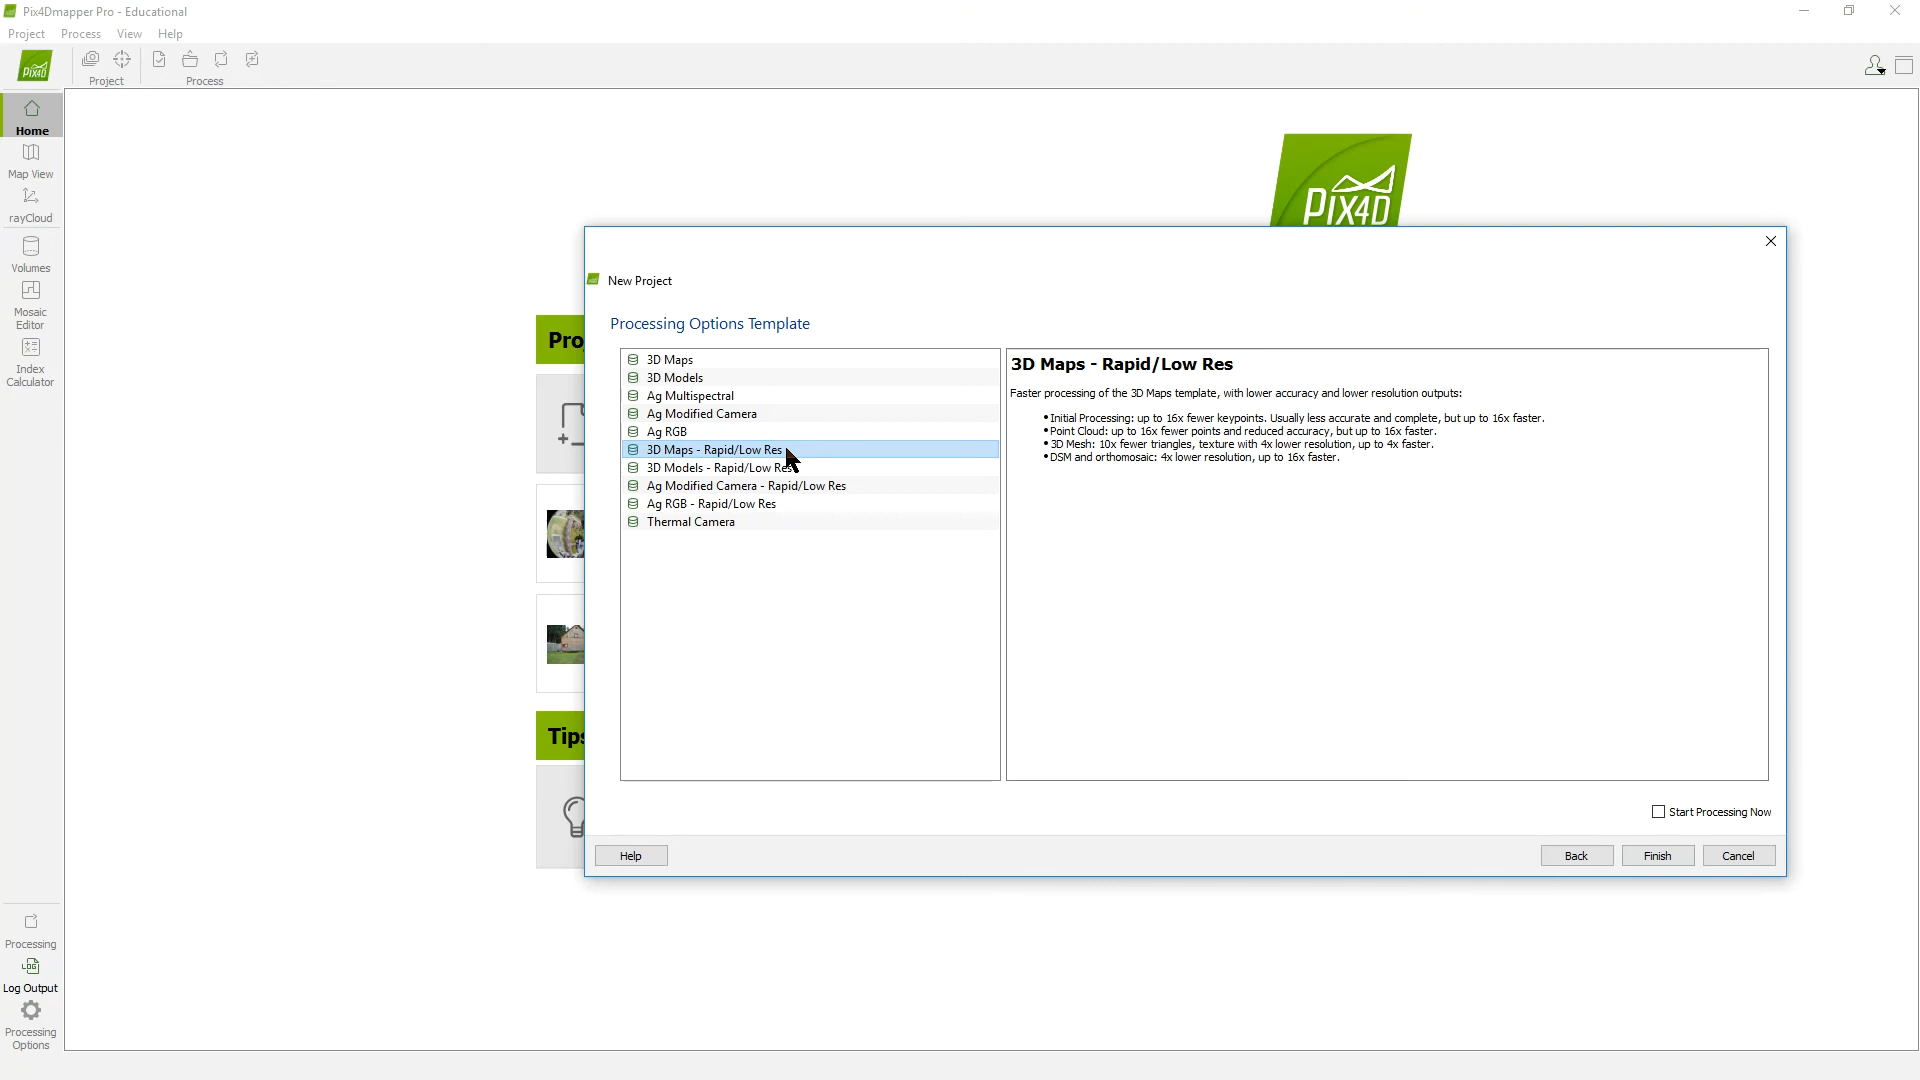 Pix4Dmapper Pro - Educational
Project Process View Help
PIX4D
Project
Process
Home
Map View
rayCloud
Volumes
Mosaic
Editor
Index
Calculator
Processing
LOG
Log Output
Processing
Options
PIX4D
Pro
Tips
New Project
Processing Options Template
3D Maps
3D Models
Ag Multispectral
Ag Modified Camera
Ag RGB
3D Maps - Rapid/Low Res
3D Models - Rapid/Low Res
Ag Modified Camera - Rapid/Low Res
Ag RGB - Rapid/Low Res
Thermal Camera
3D Maps - Rapid/Low Res
Faster processing of the 3D Maps template, with lower accuracy and lower resolution outputs:
•Initial Processing: up to 16x fewer keypoints. Usually less accurate and complete, but up to 16x faster.
•Point Cloud: up to 16x fewer points and reduced accuracy, but up to 16x faster.
•3D Mesh: 10x fewer triangles, texture with 4x lower resolution, up to 4x faster.
•DSM and orthomosaic: 4x lower resolution, up to 16x faster.
Start Processing Now
Help
Back
Finish
Cancel